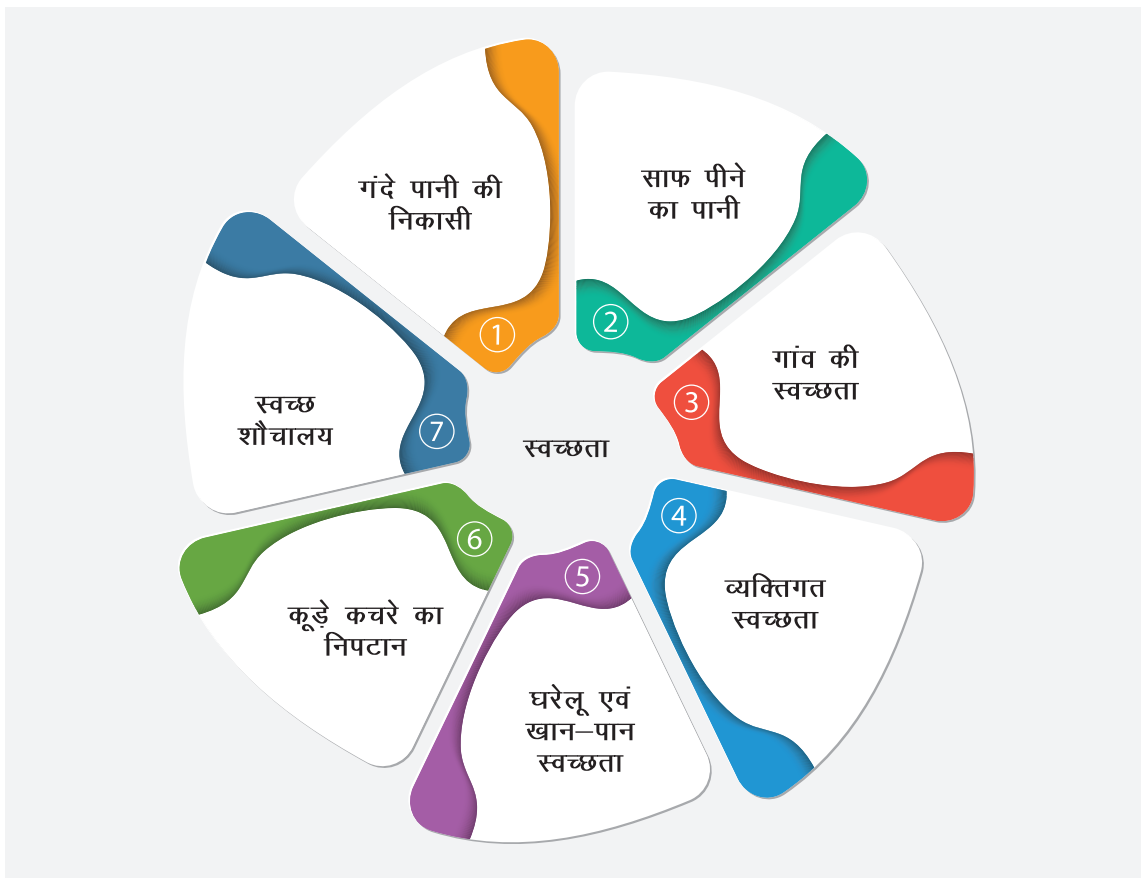 गंदे पानी की
निकासी
1
साफ पीने
का पानी
2
गांव की
स्वच्छता
3
व्यक्तिगत
स्वच्छता
4
घरेलू एवं
खान–पान
स्वच्छता
5
कूड़े कचरे का
निपटान
6
स्वच्छ
शौचालय
7
स्वच्छता